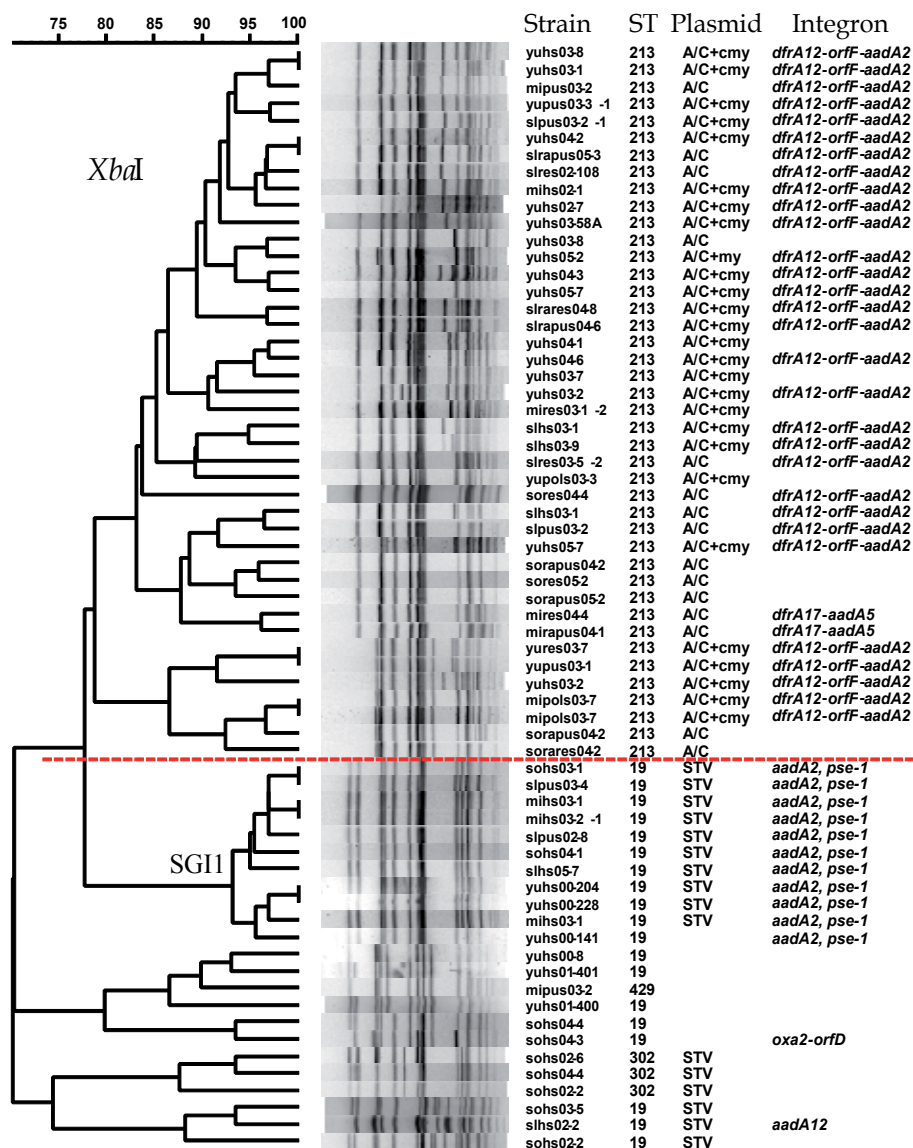 75 80 85 90 95 100
Strain ST Plasmid Integron
XbaI
SGI1
yuhs03-8 213 A/C+cmy dfrA12-orfF-aadA2
yuhs03-1 213 A/C+cmy dfrA12-orfF-aadA2
mipus03-2 213 A/C dfrA12-orfF-aadA2
yupus03-3 -1 213 A/C+cmy dfrA12-orfF-aadA2
slpus03-2 -1 213 A/C+cmy dfrA12-orfF-aadA2
yuhs04-2 213 A/C+cmy dfrA12-orfF-aadA2
slrapus05-3 213 A/C dfrA12-orfF-aadA2
slres02-108 213 A/C dfrA12-orfF-aadA2
mihs02-1 213 A/C+cmy dfrA12-orfF-aadA2
yuhs02-7 213 A/C+cmy dfrA12-orfF-aadA2
yuhs03-58A 213 A/C+cmy dfrA12-orfF-aadA2
yuhs03-8 213 A/C
yuhs05-2 213 A/C+my dfrA12-orfF-aadA2
yuhs04-3 213 A/C+cmy dfrA12-orfF-aadA2
yuhs05-7 213 A/C+cmy dfrA12-orfF-aadA2
slrares04-8 213 A/C+cmy dfrA12-orfF-aadA2
slrapus04-6 213 A/C+cmy dfrA12-orfF-aadA2
yuhs04-1 213 A/C+cmy
yuhs04-6 213 A/C+cmy dfrA12-orfF-aadA2
yuhs03-7 213 A/C+cmy
yuhs03-2 213 A/C+cmy dfrA12-orfF-aadA2
mires03-1 -2 213 A/C+cmy
slhs03-1 213 A/C+cmy dfrA12-orfF-aadA2
slhs03-9 213 A/C+cmy dfrA12-orfF-aadA2
slres03-5 -2 213 A/C dfrA12-orfF-aadA2
yupols03-3 213 A/C+cmy
sores04-4 213 A/C dfrA12-orfF-aadA2
slhs03-1 213 A/C dfrA12-orfF-aadA2
slpus03-2 213 A/C dfrA12-orfF-aadA2
yuhs05-7 213 A/C+cmy dfrA12-orfF-aadA2
sorapus04-2 213 A/C
sores05-2 213 A/C
sorapus05-2 213 A/C
mires04-4 213 A/C dfrA17-aadA5
mirapus04-1 213 A/C dfrA17-aadA5
yures03-7 213 A/C+cmy dfrA12-orfF-aadA2
yupus03-1 213 A/C+cmy dfrA12-orfF-aadA2
yuhs03-2 213 A/C+cmy dfrA12-orfF-aadA2
mipols03-7 213 A/C+cmy dfrA12-orfF-aadA2
mipols03-7 213 A/C+cmy dfrA12-orfF-aadA2
sorapus04-2 213 A/C
sorares04-2 213 A/C
sohs03-1 19 STV aadA2, pse-1
slpus03-4 19 STV aadA2, pse-1
mihs03-1 19 STV aadA2, pse-1
mihs03-2 -1 19 STV aadA2, pse-1
slpus02-8 19 STV aadA2, pse-1
sohs04-1 19 STV aadA2, pse-1
slhs05-7 19 STV aadA2, pse-1
yuhs00-204 19 STV aadA2, pse-1
yuhs00-228 19 STV aadA2, pse-1
mihs03-1 19 STV aadA2, pse-1
yuhs00-141 19 aadA2, pse-1
yuhs00-8 19
yuhs01-401 19
mipus03-2 429
yuhs01-400 19
sohs04-4 19
sohs04-3 19 oxa2-orfD
sohs02-6 302 STV
sohs04-4 302 STV
sohs02-2 302 STV
sohs03-5 19 STV
slhs02-2 19 STV aadA12
sohs02-2 19 STV